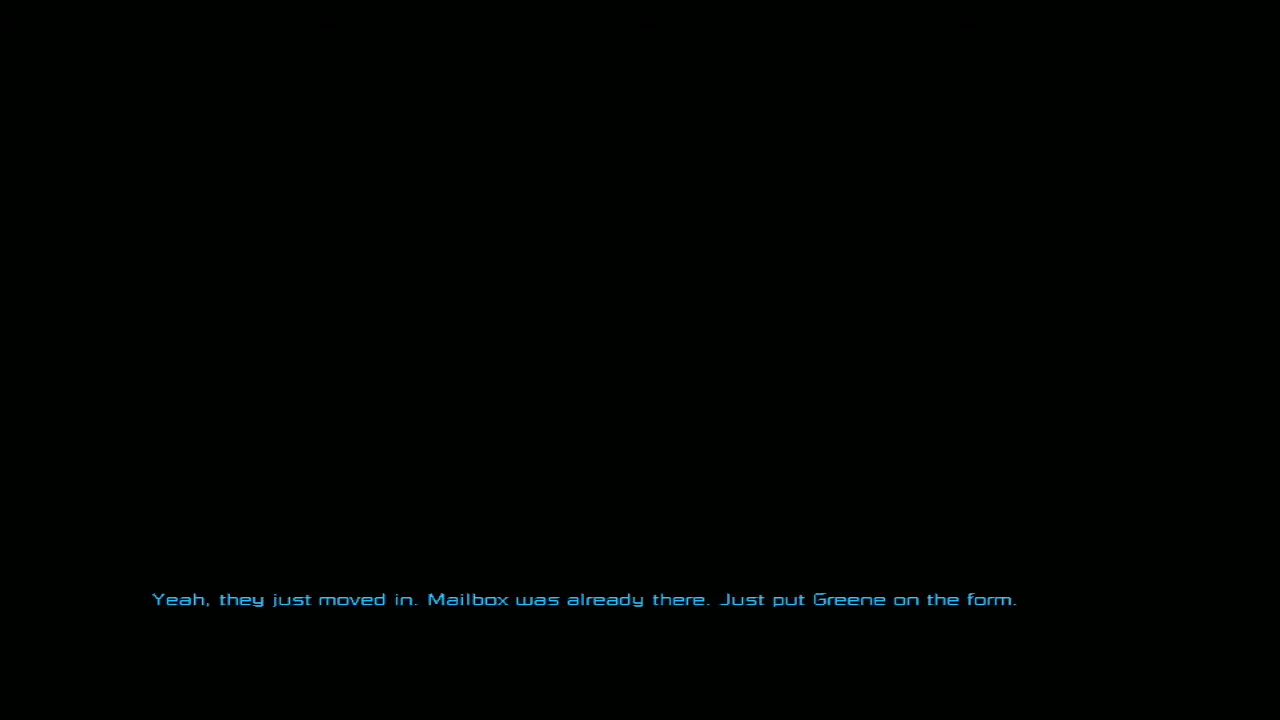 Yeah, they just moved in. Mailbox was already there. Just put Greene on the form.